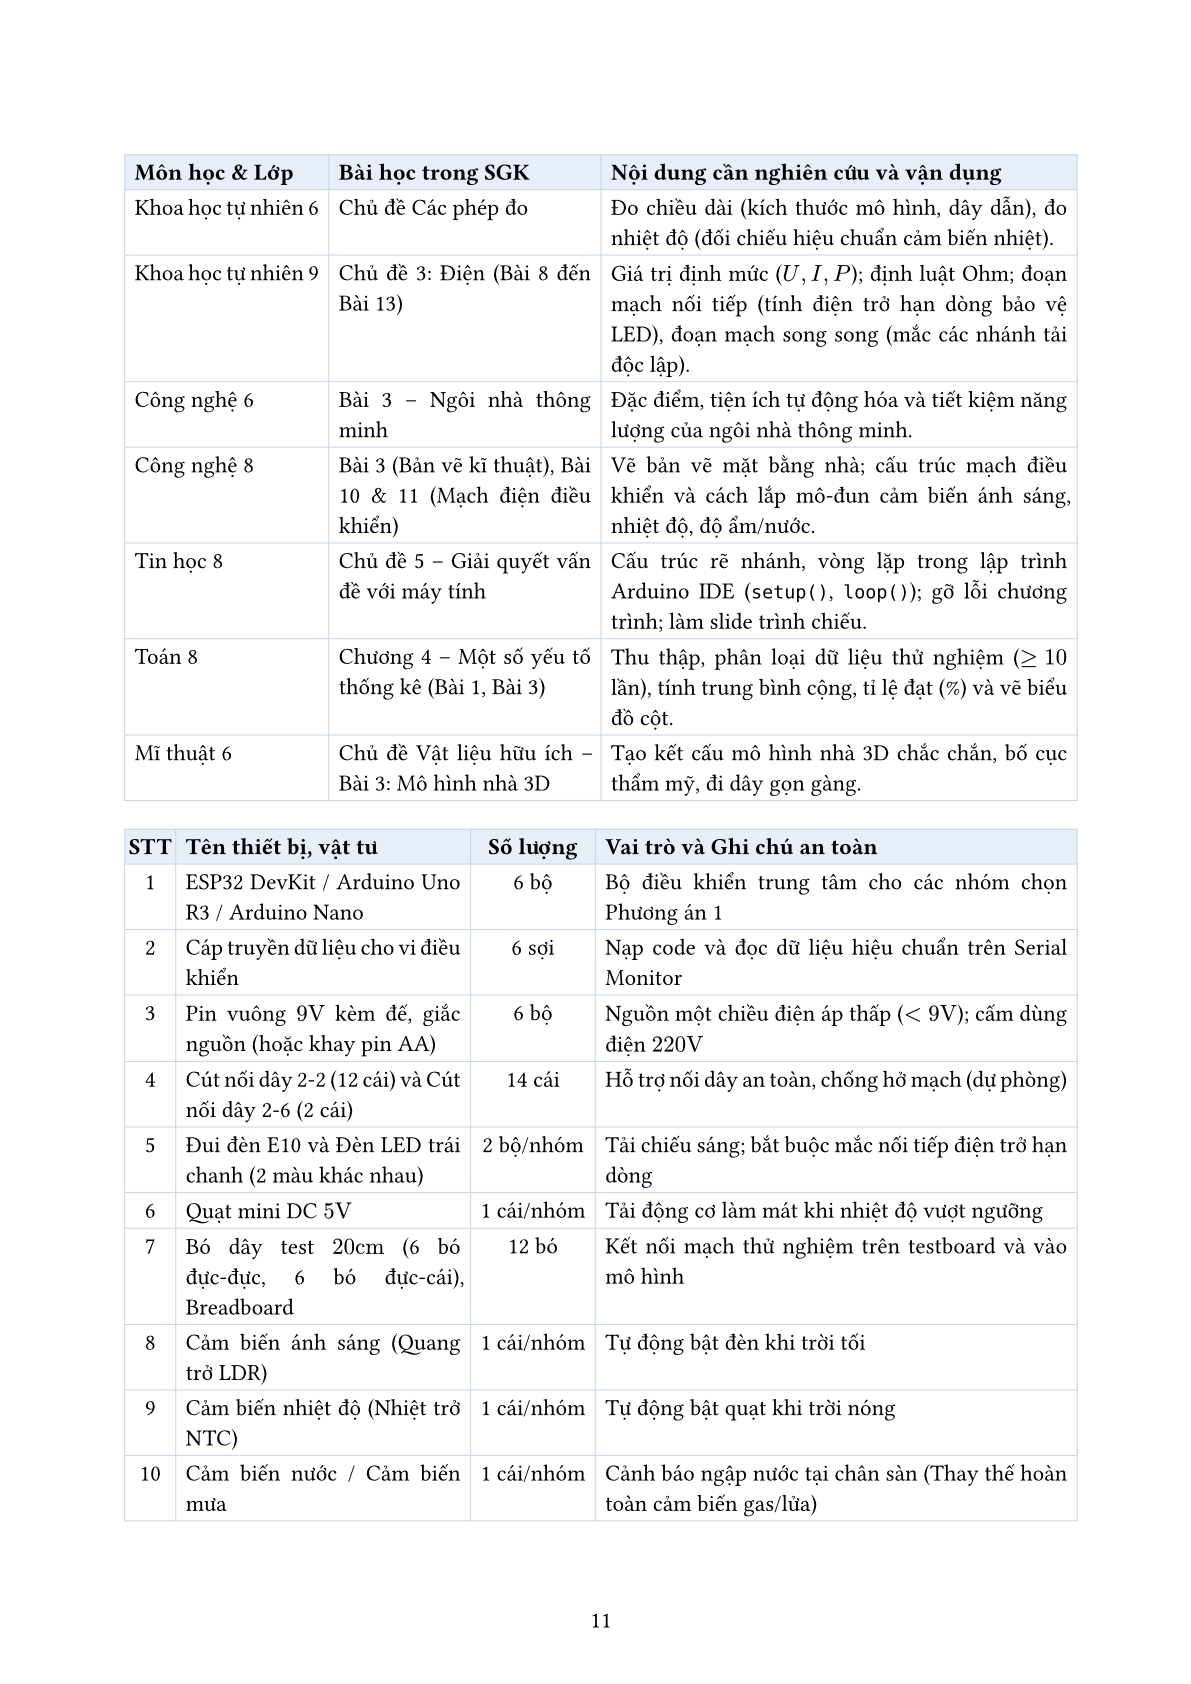 Môn học & Lớp Bài học trong SGK Nội dung cần nghiên cứu và vận dụng
Khoa học tự nhiên 6 Chủ đề Các phép đo Đo chiều dài (kích thước mô hình, dây dẫn), đo
nhiệt độ (đối chiếu hiệu chuẩn cảm biến nhiệt).
Khoa học tự nhiên 9 Chủ đề 3: Điện (Bài 8 đến Giá trị định mức (U, I, P); định luật Ohm; đoạn
Bài 13) mạch nối tiếp (tính điện trở hạn dòng bảo vệ
LED), đoạn mạch song song (mắc các nhánh tải
độc lập).
Công nghệ 6 Bài 3 – Ngôi nhà thông Đặc điểm, tiện ích tự động hóa và tiết kiệm năng
minh lượng của ngôi nhà thông minh.
Công nghệ 8 Bài 3 (Bản vẽ kĩ thuật), Bài Vẽ bản vẽ mặt bằng nhà; cấu trúc mạch điều
10 & 11 (Mạch điện điều khiển và cách lắp mô-đun cảm biến ánh sáng,
khiển) nhiệt độ, độ ẩm/nước.
Tin học 8 Chủ đề 5 – Giải quyết vấn Cấu trúc rẽ nhánh, vòng lặp trong lập trình
đề với máy tính Arduino IDE (setup(), loop()); gỡ lỗi chương
trình; làm slide trình chiếu.
Toán 8 Chương 4 – Một số yếu tố Thu thập, phân loại dữ liệu thử nghiệm (≥ 10
thống kê (Bài 1, Bài 3) lần), tính trung bình cộng, tỉ lệ đạt (%) và vẽ biểu
đồ cột.
Mĩ thuật 6 Chủ đề Vật liệu hữu ích – Tạo kết cấu mô hình nhà 3D chắc chắn, bố cục
Bài 3: Mô hình nhà 3D thẩm mỹ, đi dây gọn gàng.
STT Tên thiết bị, vật tư Số lượng Vai trò và Ghi chú an toàn
1 ESP32 DevKit / Arduino Uno 6 bộ Bộ điều khiển trung tâm cho các nhóm chọn
R3 / Arduino Nano Phương án 1
2 Cáp truyền dữ liệu cho vi điều 6 sợi Nạp code và đọc dữ liệu hiệu chuẩn trên Serial
khiển Monitor
3 Pin vuông 9V kèm đế, giắc 6 bộ Nguồn một chiều điện áp thấp (< 9V); cấm dùng
nguồn (hoặc khay pin AA) điện 220V
4 Cút nối dây 2-2 (12 cái) và Cút 14 cái Hỗ trợ nối dây an toàn, chống hở mạch (dự phòng)
nối dây 2-6 (2 cái)
5 Đui đèn E10 và Đèn LED trái 2 bộ/nhóm Tải chiếu sáng; bắt buộc mắc nối tiếp điện trở hạn
chanh (2 màu khác nhau) dòng
6 Quạt mini DC 5V 1 cái/nhóm Tải động cơ làm mát khi nhiệt độ vượt ngưỡng
7 Bó dây test 20cm (6 bó 12 bó Kết nối mạch thử nghiệm trên testboard và vào
đực-đực, 6 bó đực-cái), mô hình
Breadboard
8 Cảm biến ánh sáng (Quang 1 cái/nhóm Tự động bật đèn khi trời tối
trở LDR)
9 Cảm biến nhiệt độ (Nhiệt trở 1 cái/nhóm Tự động bật quạt khi trời nóng
NTC)
10 Cảm biến nước / Cảm biến 1 cái/nhóm Cảnh báo ngập nước tại chân sàn (Thay thế hoàn
mưa toàn cảm biến gas/lửa)
11